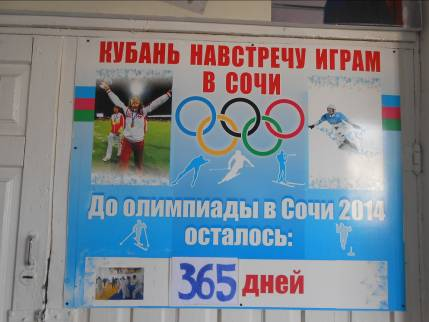 КУБАНЬ НАВСТРЕЧУ ИГРАМ
В СОЧИ
До олимпиады в Сочи 2014
осталось:
365 дней